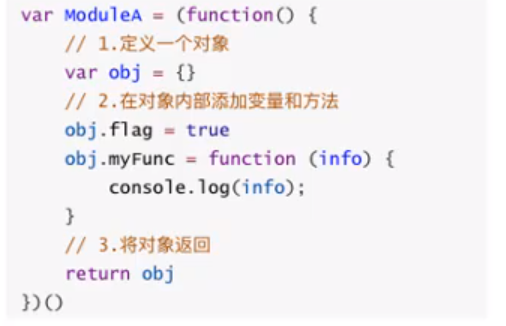 var ModuleA = (function() {
    // 1.定义一个对象
    var obj = {}
    // 2.在对象内部添加变量和方法
    obj.flag = true
    obj.myFunc = function (info) {
        console.log(info);
    }
    // 3.将对象返回
    return obj
})()